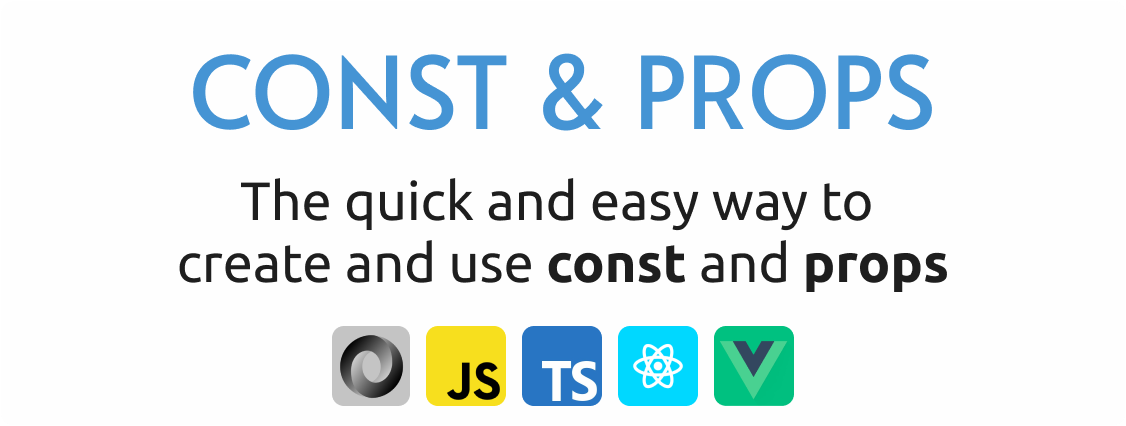 CONST & PROPS
The quick and easy way to
create and use const and props
JS TS